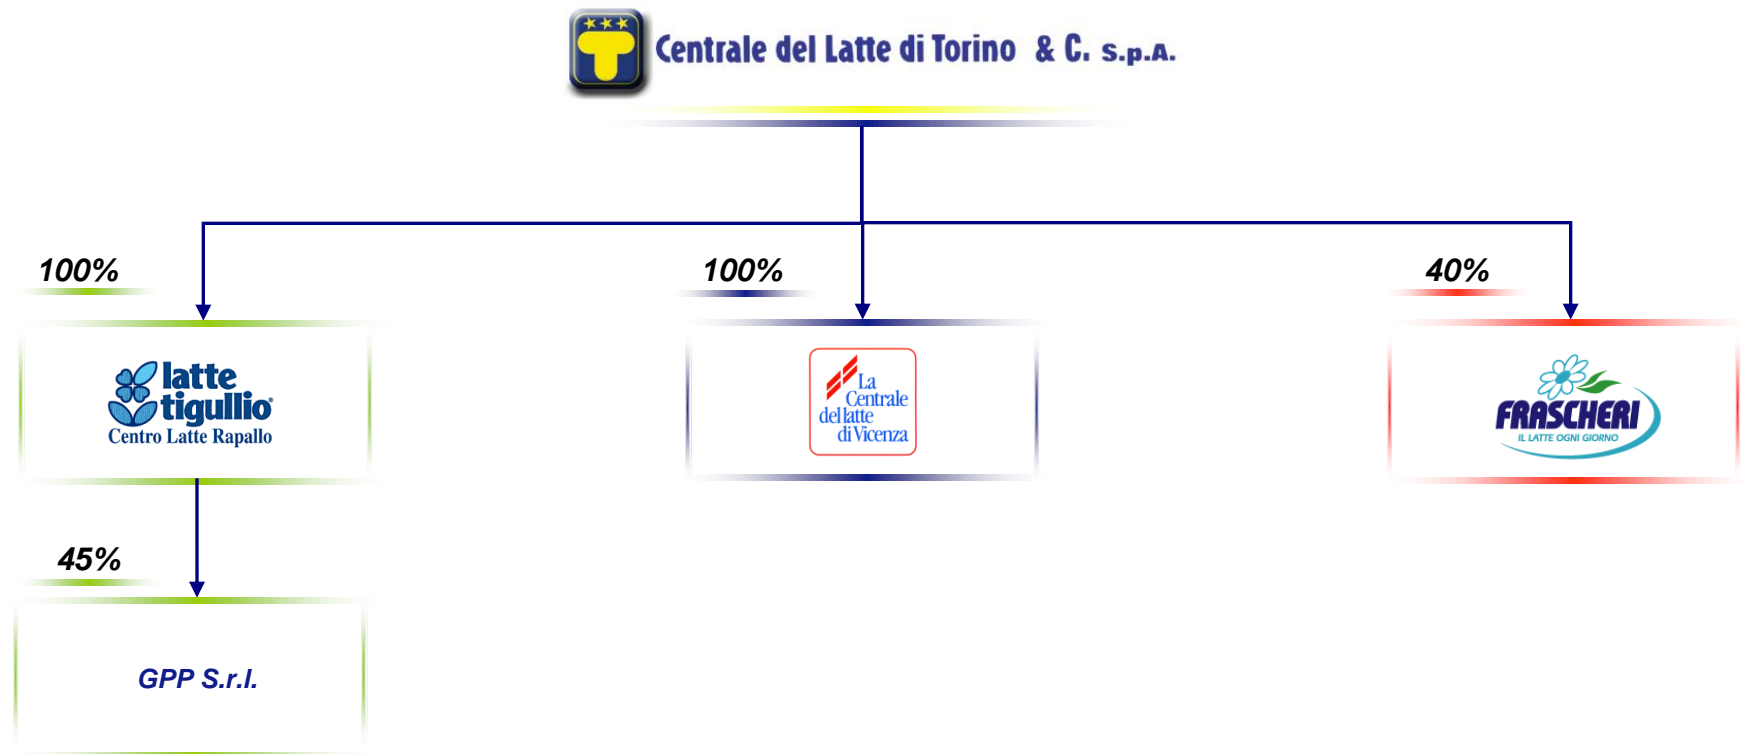 Centrale del Latte di Torino & C. S.p.A.
100%
100%
40%
latte
tigullio
Centro Latte Rapallo
La
Centrale
del latte
di Vicenza
FRASCHERI
IL LATTE OGNI GIORNO
45%
GPP S.r.l.